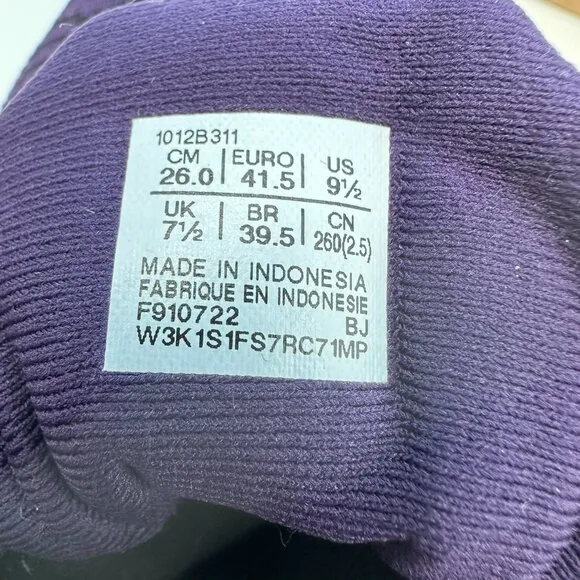 1012B311
CM EURO US
26.0 41.5 9½
UK BR CN
7½ 39.5 260(2.5)
MADE IN INDONESIA
FABRIQUE EN INDONESIE
F910722 BJ
W3K1S1FS7RC71MP